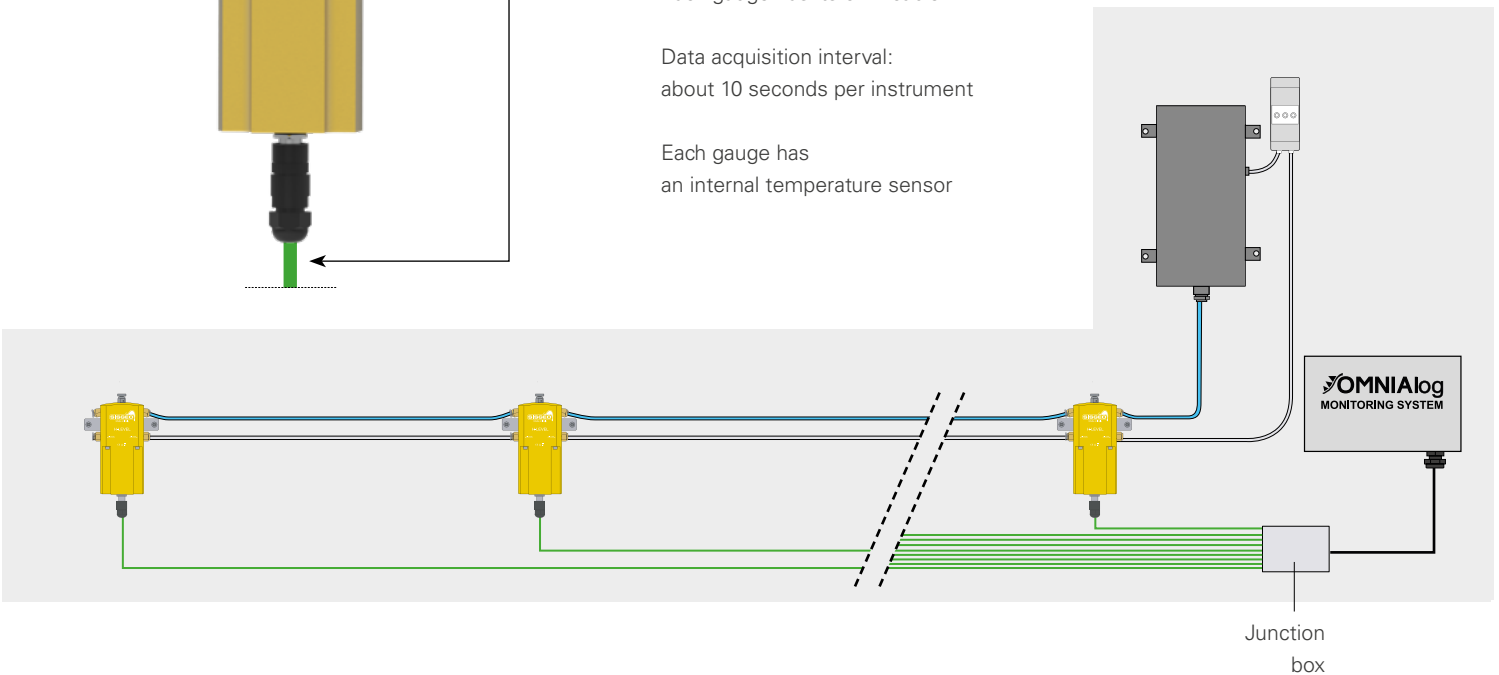 Data acquisition interval:
about 10 seconds per instrument
Each gauge has
an internal temperature sensor
OMNIAlog
MONITORING SYSTEM
Junction
box